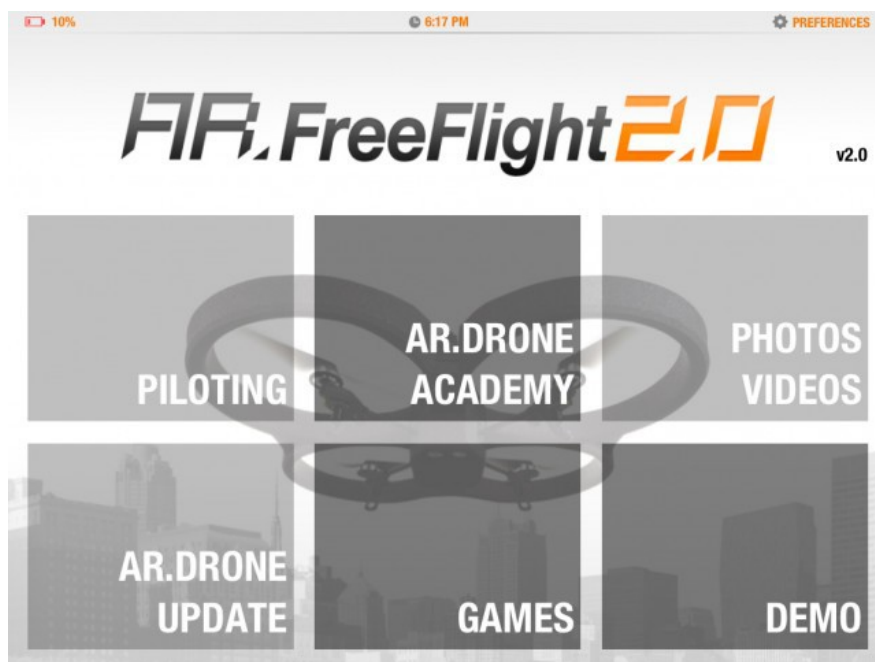 10%
6:17 PM
PREFERENCES
AR.FreeFlight2.0
v2.0
PILOTING
AR.DRONE
ACADEMY
PHOTOS
VIDEOS
AR.DRONE
UPDATE
GAMES
DEMO